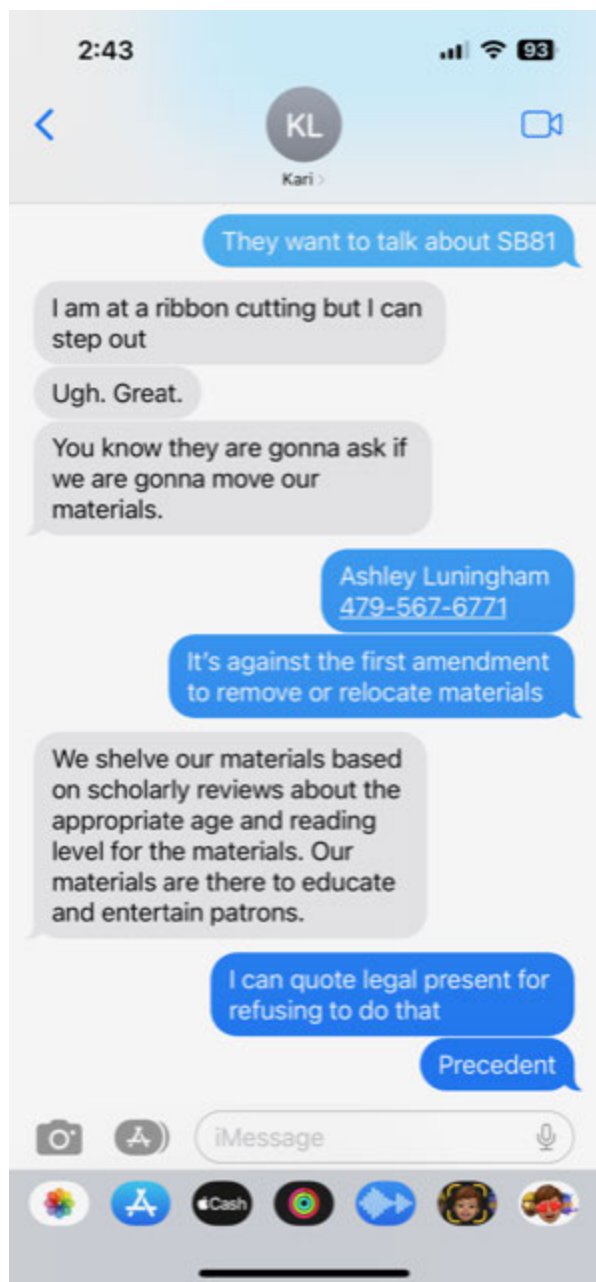 2:43
93
KL
Kari
They want to talk about SB81
I am at a ribbon cutting but I can
step out
Ugh. Great.
You know they are gonna ask if
we are gonna move our
materials.
Ashley Luningham
479-567-6771
It's against the first amendment
to remove or relocate materials
We shelve our materials based
on scholarly reviews about the
appropriate age and reading
level for the materials. Our
materials are there to educate
and entertain patrons.
I can quote legal present for
refusing to do that
Precedent
iMessage
Cash